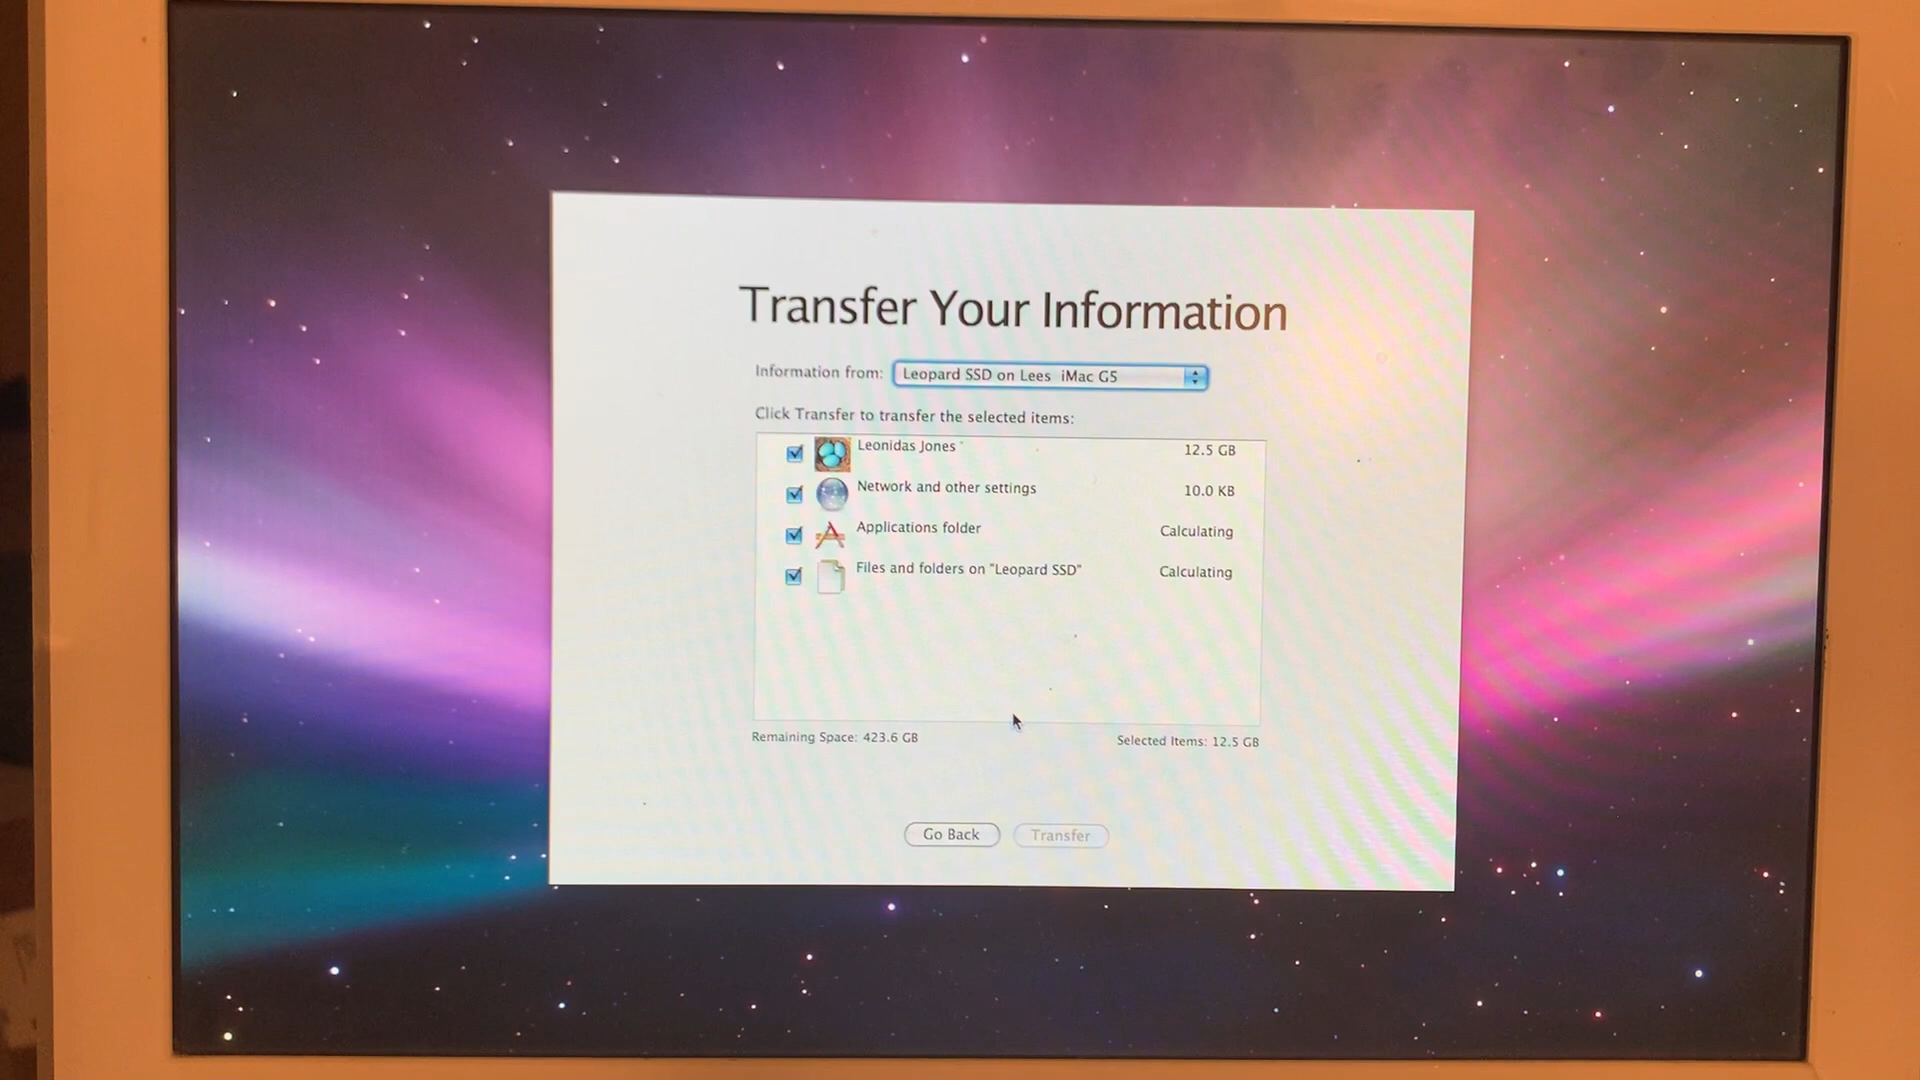 Transfer Your Information
Information from: Leopard SSD on Lees iMac G5
Click Transfer to transfer the selected items:
Leonidas Jones 12.5 GB
Network and other settings 10.0 KB
Applications folder Calculating
Files and folders on "Leopard SSD" Calculating
Remaining Space: 423.6 GB Selected Items: 12.5 GB
Go Back Transfer